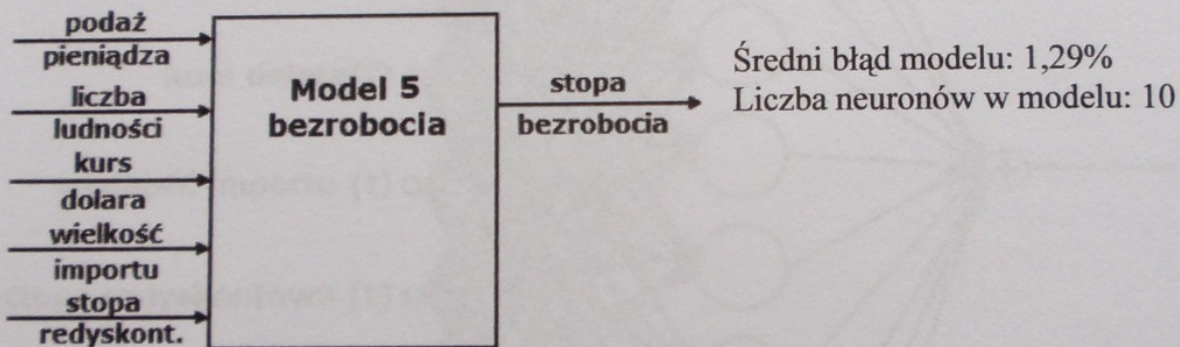 podaż
pieniądza
liczba
ludności
kurs
dolara
wielkość
importu
stopa
redyskont.
Model 5
bezrobocia
stopa
bezrobocia
Średni błąd modelu: 1,29%
Liczba neuronów w modelu: 10